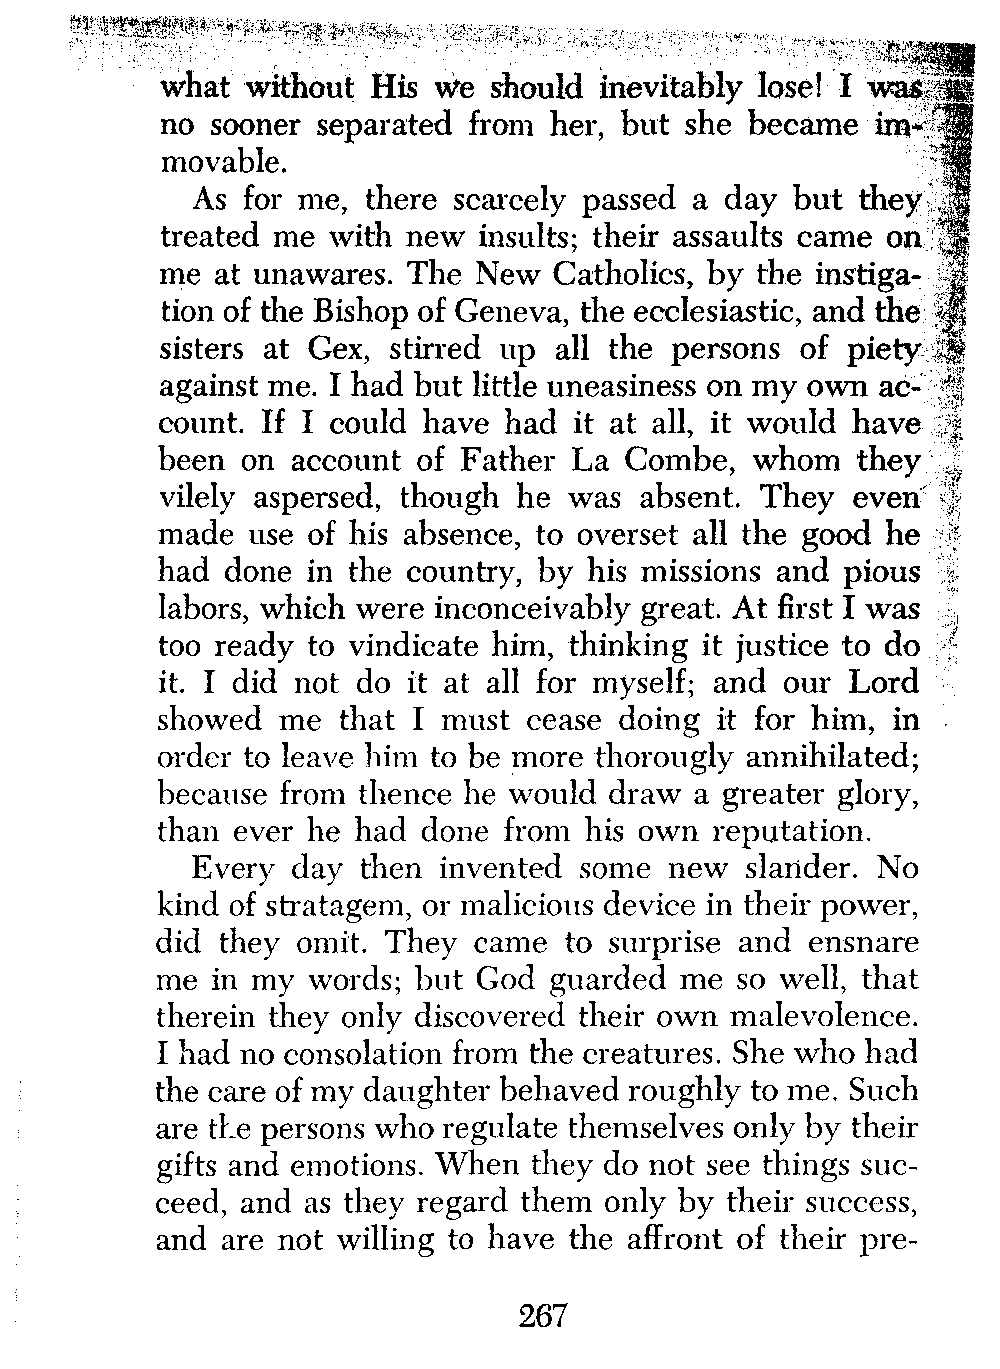 what without His we should inevitably lose! I was
no sooner separated from her, but she became im-
movable.
As for me, there scarcely passed a day but they
treated me with new insults; their assaults came on
me at unawares. The New Catholics, by the instiga-
tion of the Bishop of Geneva, the ecclesiastic, and the
sisters at Gex, stirred up all the persons of piety
against me. I had but little uneasiness on my own ac-
count. If I could have had it at all, it would have
been on account of Father La Combe, whom they
vilely aspersed, though he was absent. They even
made use of his absence, to overset all the good he
had done in the country, by his missions and pious
labors, which were inconceivably great. At first I was
too ready to vindicate him, thinking it justice to do
it. I did not do it at all for myself; and our Lord
showed me that I must cease doing it for him, in
order to leave him to be more thorougly annihilated;
because from thence he would draw a greater glory,
than ever he had done from his own reputation.
Every day then invented some new slander. No
kind of stratagem, or malicious device in their power,
did they omit. They came to surprise and ensnare
me in my words; but God guarded me so well, that
therein they only discovered their own malevolence.
I had no consolation from the creatures. She who had
the care of my daughter behaved roughly to me. Such
are the persons who regulate themselves only by their
gifts and emotions. When they do not see things suc-
ceed, and as they regard them only by their success,
and are not willing to have the affront of their pre-
267